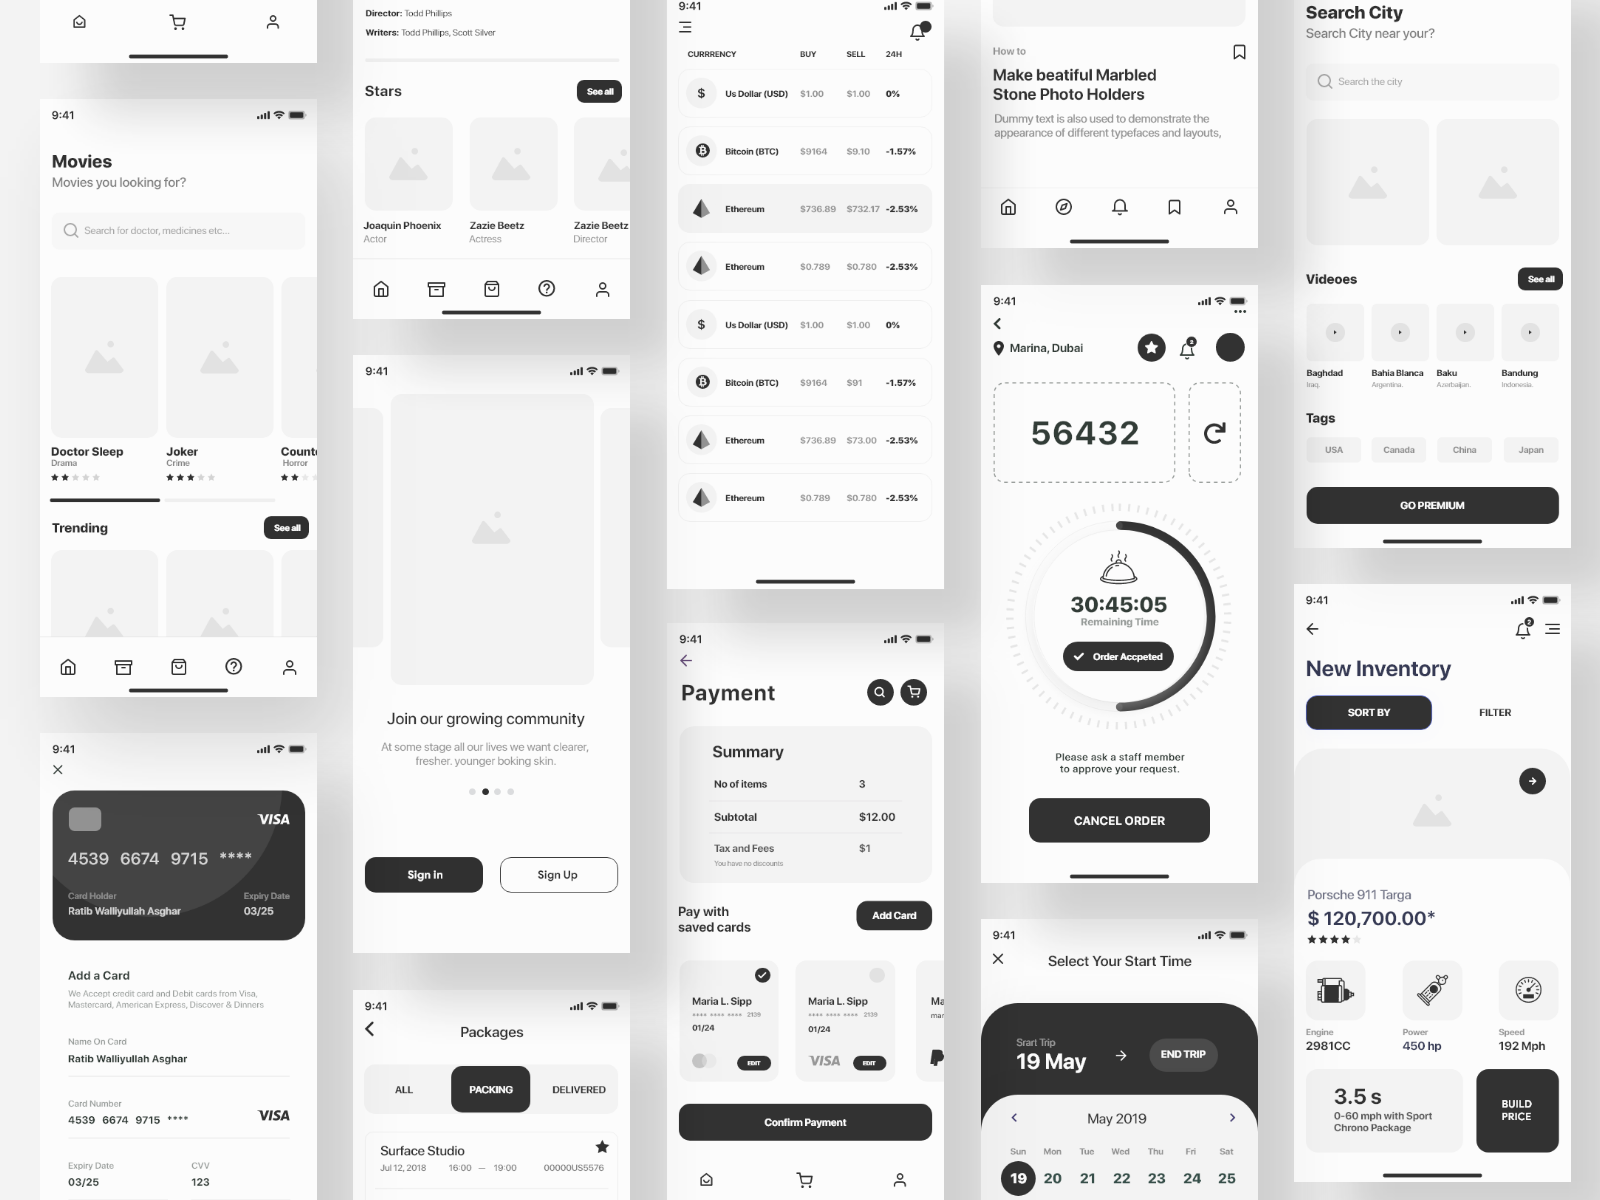 9:41
Movies
Movies you looking for?
Search for doctor, medicines etc...
Doctor Sleep
Drama
Joker
Crime
Horror
Trending
See all
9:41
VISA
4539 6674 9715 ****
Card Holder
Ratib Walliyullah Asghar
Expiry Date
03/25
Add a Card
We Accept credit card and Debit cards from Visa,
Mastercard, American Express, Discover & Dinners
Name On Card
Ratib Walliyullah Asghar
Card Number
4539 6674 9715 ****
VISA
Expiry Date
03/25
CVV
123
Director: Todd Phillips
Writers: Todd Phillips, Scott Silver
Stars
See all
Joaquin Phoenix
Actor
Zazie Beetz
Actress
Zazie Beetz
Director
9:41
Join our growing community
At some stage all our lives we want clearer,
fresher. younger boking skin.
Sign in
Sign Up
9:41
Packages
ALL
PACKING
DELIVERED
Surface Studio
Jul 12, 2018 16:00 — 19:00 00000US5576
9:41
CURRENCY BUY SELL 24H
$ Us Dollar (USD) $1.00 $1.00 0%
Bitcoin (BTC) $9164 $9.10 -1.57%
Ethereum $736.89 $732.17 -2.53%
Ethereum $0.789 $0.780 -2.53%
$ Us Dollar (USD) $1.00 $1.00 0%
Bitcoin (BTC) $9164 $91 -1.57%
Ethereum $736.89 $73.00 -2.53%
Ethereum $0.789 $0.780 -2.53%
9:41
Payment
Summary
No of items 3
Subtotal $12.00
Tax and Fees $1
You have no discounts
Pay with
saved cards
Add Card
Maria L. Sipp
**** **** **** 2139
01/24
EDIT
Maria L. Sipp
**** **** **** 2139
01/24
VISA
EDIT
Ma
mar
Confirm Payment
How to
Make beatiful Marbled
Stone Photo Holders
Dummy text is also used to demonstrate the
appearance of different typefaces and layouts,
9:41
Marina, Dubai
2
56432
30:45:05
Remaining Time
Order Accpeted
Please ask a staff member
to approve your request.
CANCEL ORDER
9:41
Select Your Start Time
Srart Trip
19 May
END TRIP
May 2019
Sun Mon Tue Wed Thu Fri Sat
19 20 21 22 23 24 25
Search City
Search City near your?
Search the city
Videoes
See all
Baghdad
Iraq.
Bahia Blanca
Argentina.
Baku
Azerbaijan.
Bandung
Indonesia.
Tags
USA
Canada
China
Japan
GO PREMIUM
9:41
2
New Inventory
SORT BY
FILTER
Porsche 911 Targa
$ 120,700.00*
Engine
2981CC
Power
450 hp
Speed
192 Mph
3.5 s
0-60 mph with Sport
Chrono Package
BUILD
PRICE